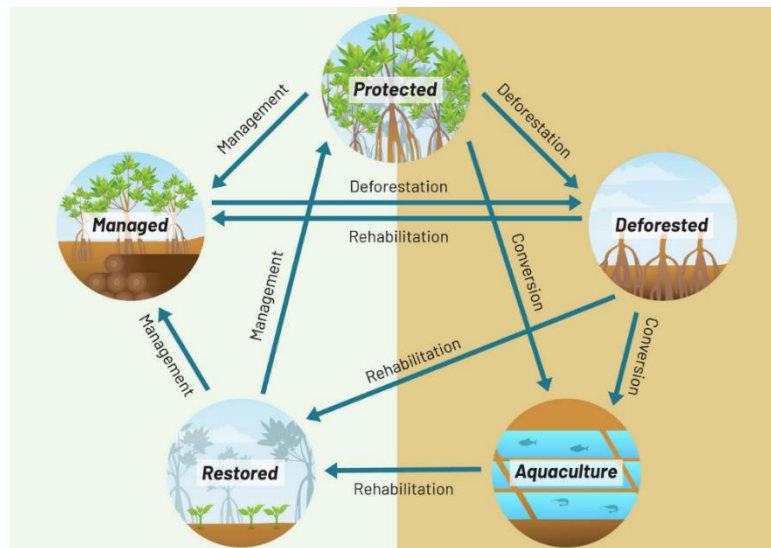 Protected
Management
Deforestation
Managed
Deforestation
Rehabilitation
Deforested
Management
Conversion
Management
Rehabilitation
Conversion
Restored
Rehabilitation
Aquaculture